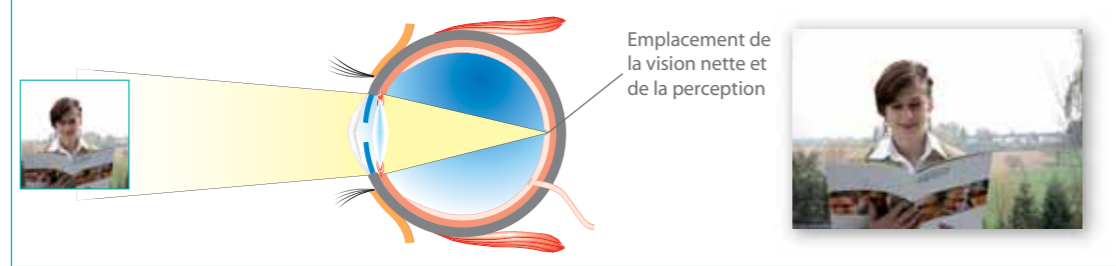 Emplacement de
la vision nette et
de la perception